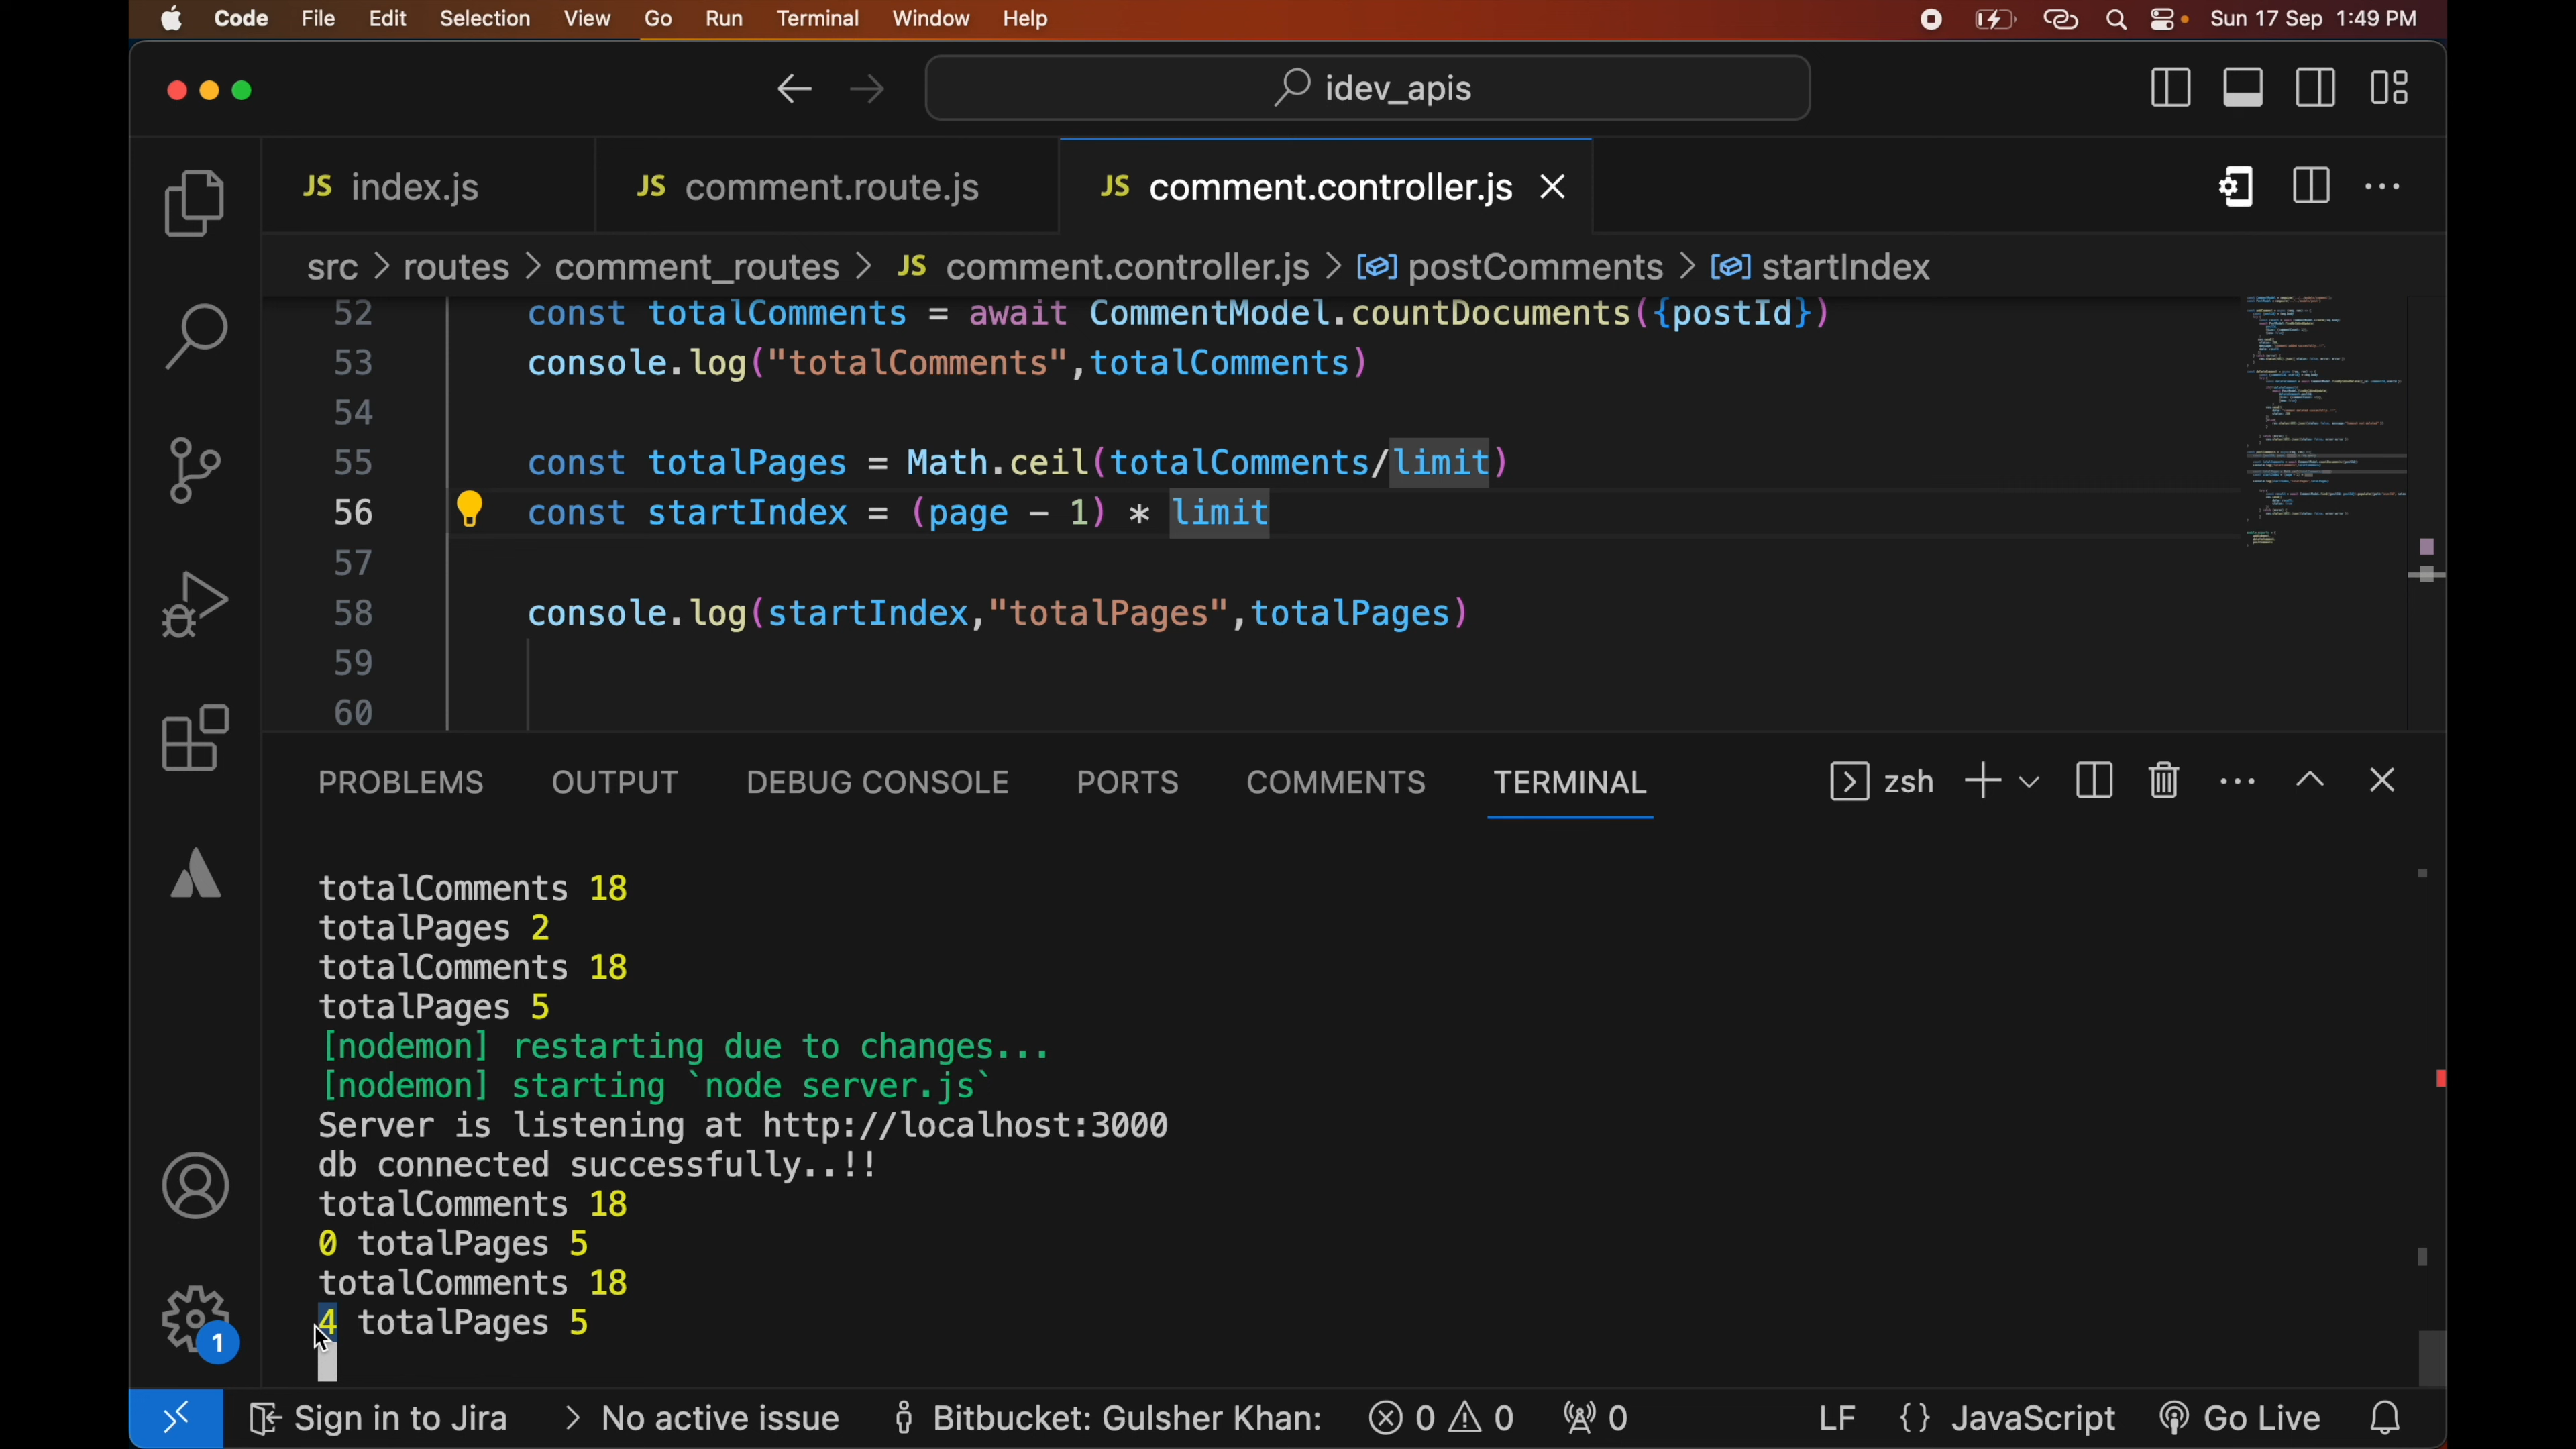 Code File Edit Selection View Go Run Terminal Window Help Sun 17 Sep 1:49 PM
idev_apis
JS index.js JS comment.route.js JS comment.controller.js
src > routes > comment_routes > JS comment.controller.js > postComments > startIndex
52 const totalComments = await CommentModel.countDocuments({postId})
53 console.log("totalComments",totalComments)
54
55 const totalPages = Math.ceil(totalComments/limit)
56 const startIndex = (page - 1) * limit
57
58 console.log(startIndex,"totalPages",totalPages)
59
60
PROBLEMS OUTPUT DEBUG CONSOLE PORTS COMMENTS TERMINAL zsh
totalComments 18
totalPages 2
totalComments 18
totalPages 5
[nodemon] restarting due to changes...
[nodemon] starting `node server.js`
Server is listening at http://localhost:3000
db connected successfully..!!
totalComments 18
0 totalPages 5
totalComments 18
4 totalPages 5
1
Sign in to Jira > No active issue Bitbucket: Gulsher Khan: 0 0 0 LF {} JavaScript Go Live